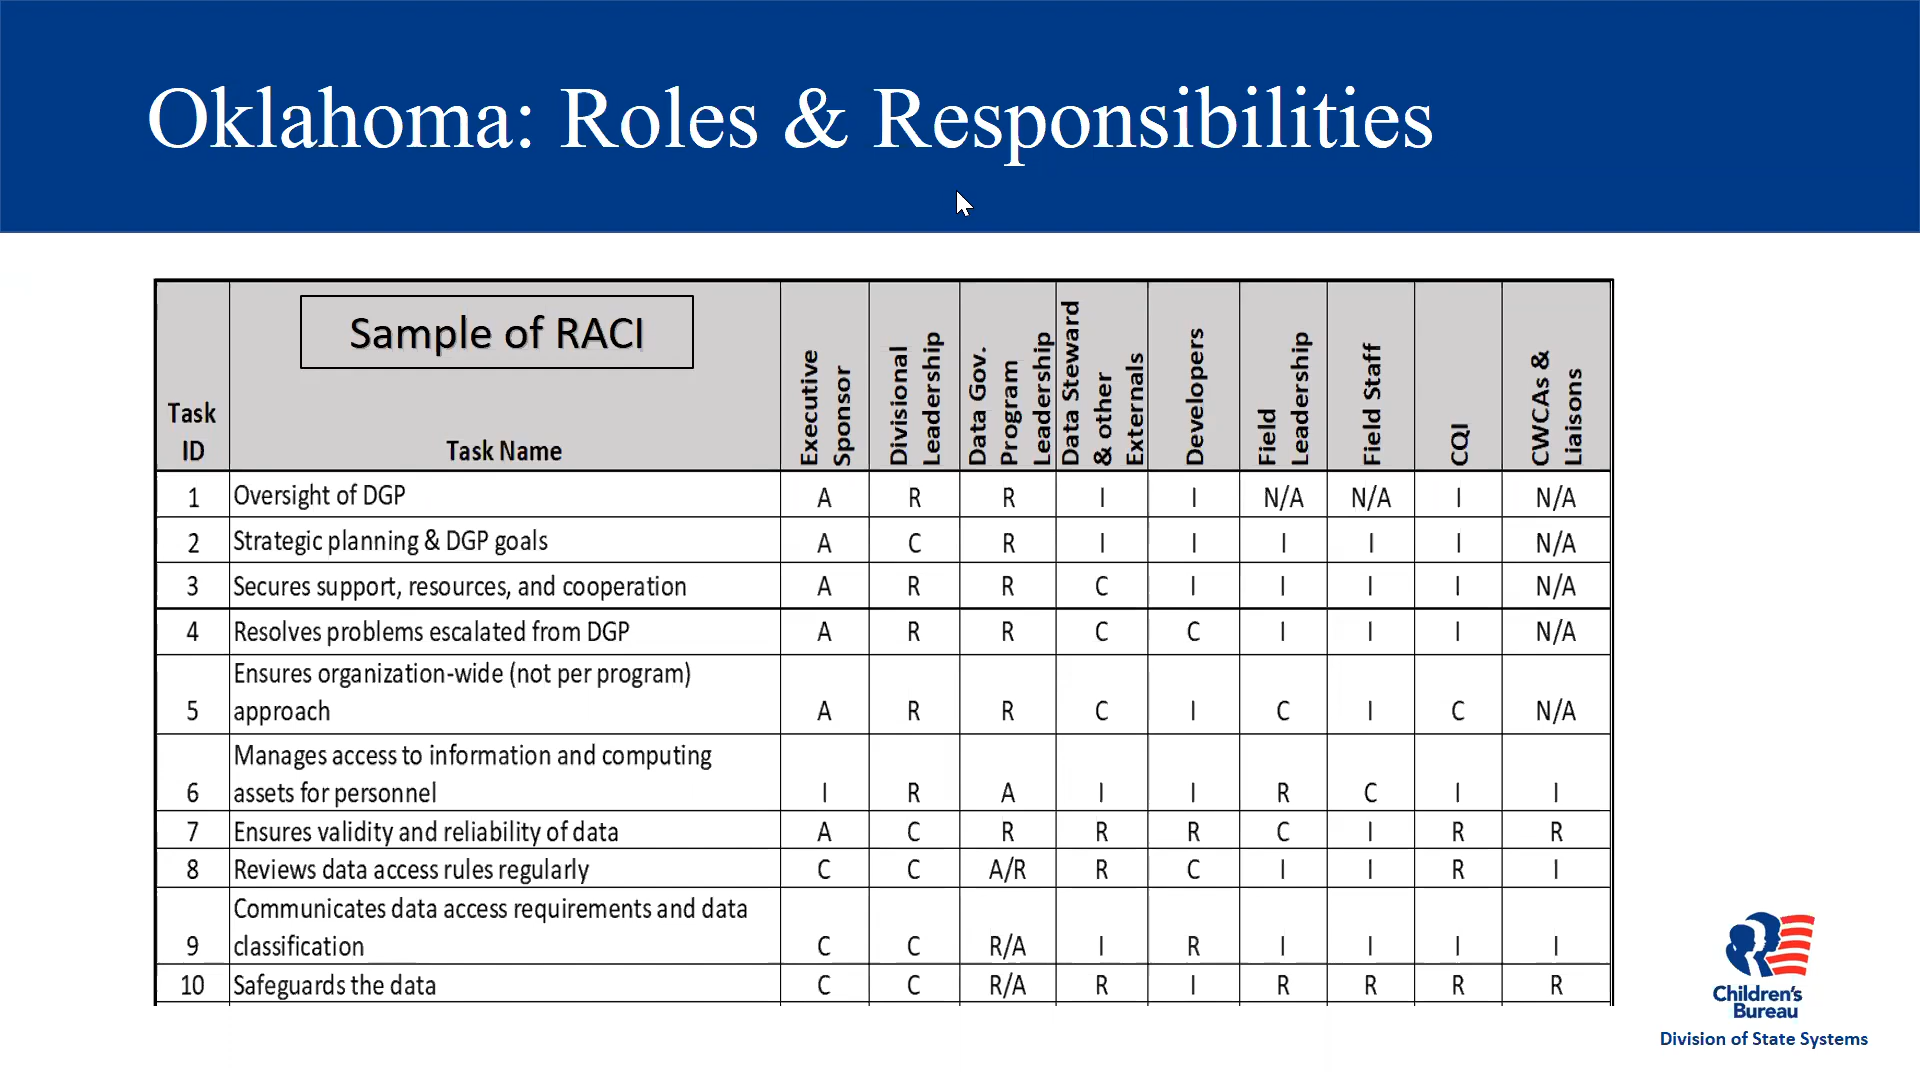 Oklahoma: Roles & Responsibilities
Sample of RACI
Task ID Task Name Executive Sponsor Divisional Leadership Data Gov. Program Leadership Data Steward & other Externals Developers Field Leadership Field Staff CQI CWCAs & Liaisons
1 Oversight of DGP A R R I I N/A N/A I N/A
2 Strategic planning & DGP goals A C R I I I I I N/A
3 Secures support, resources, and cooperation A R R C I I I I N/A
4 Resolves problems escalated from DGP A R R C C I I I N/A
5 Ensures organization-wide (not per program) approach A R R C I C I C N/A
6 Manages access to information and computing assets for personnel I R A I I R C I I
7 Ensures validity and reliability of data A C R R R C I R R
8 Reviews data access rules regularly C C A/R R C I I R I
9 Communicates data access requirements and data classification C C R/A I R I I I I
10 Safeguards the data C C R/A R I R R R R
Children's
Bureau
Division of State Systems